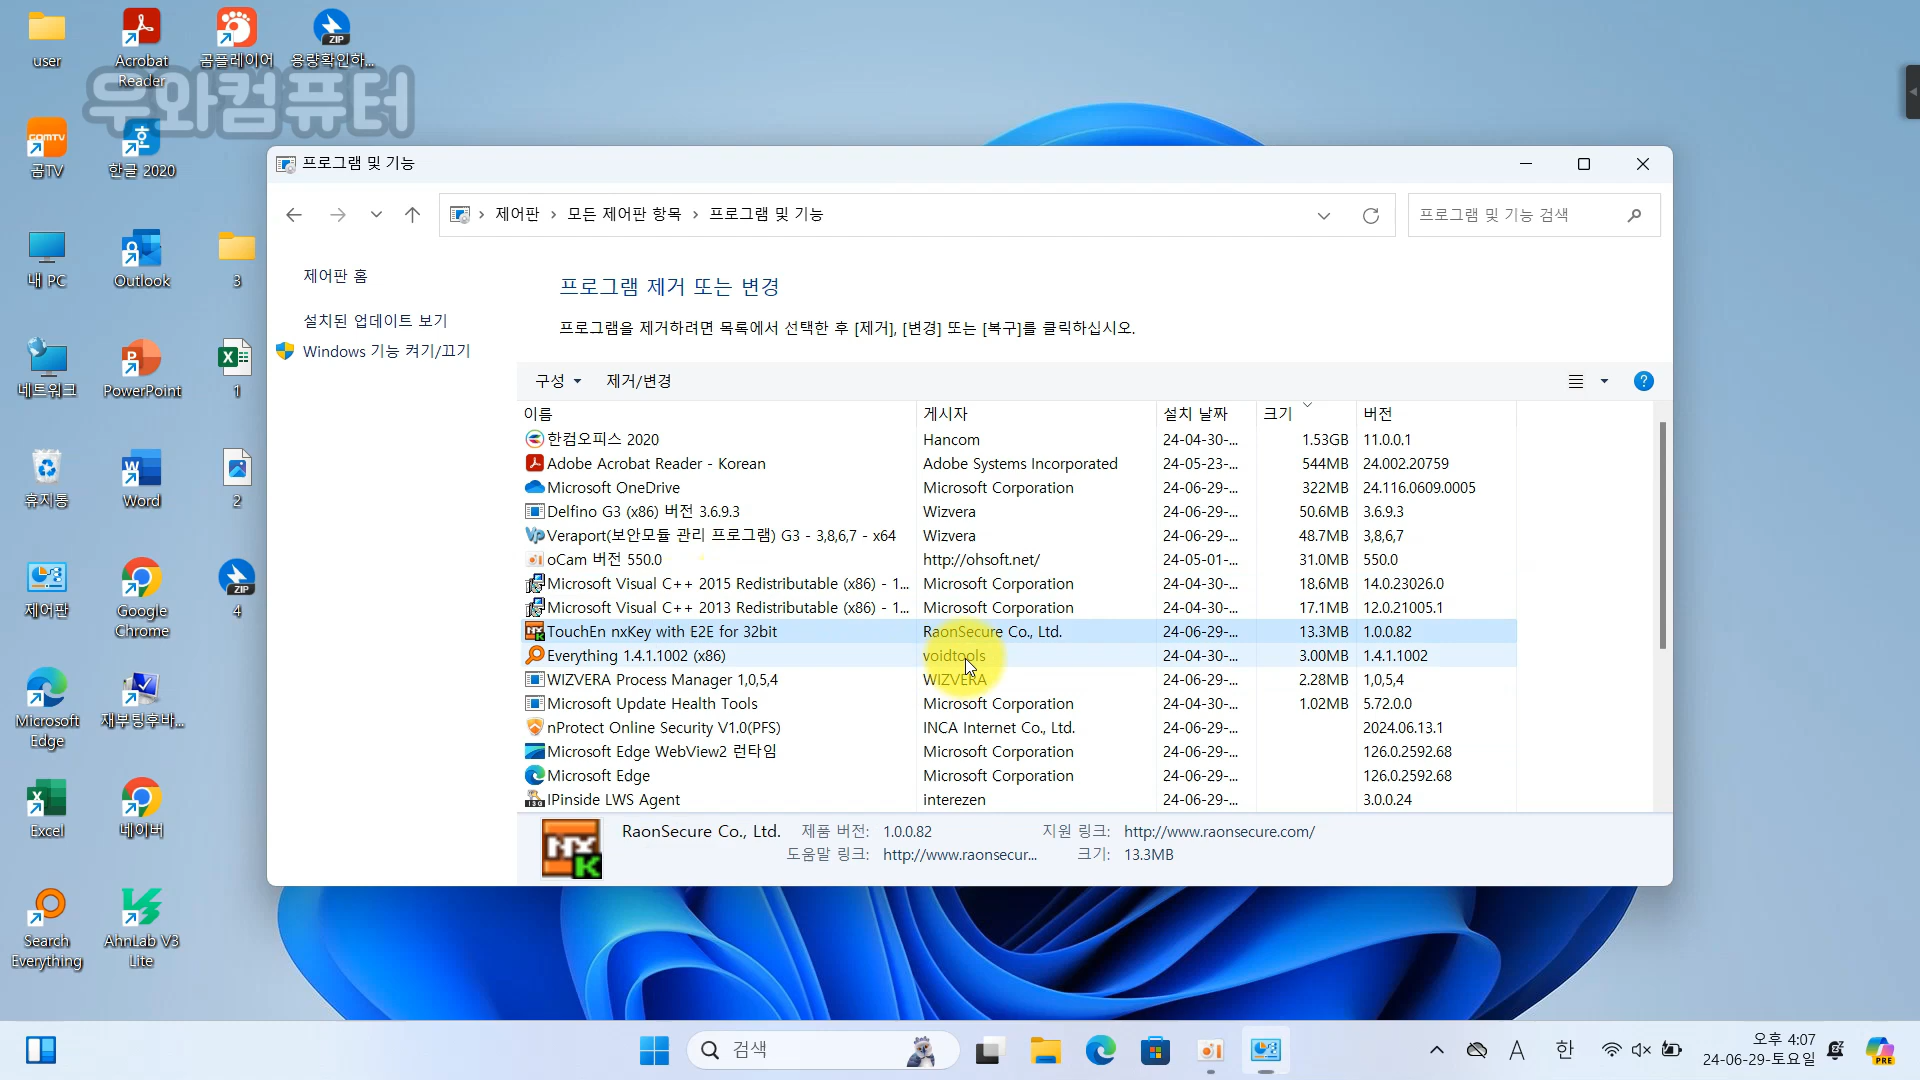 user
Acrobat
Reader
곰플레이어
용량확인하...
우와컴퓨터
곰TV
한글 2020
내 PC
Outlook
3
네트워크
PowerPoint
1
휴지통
Word
2
제어판
Google
Chrome
4
Microsoft
Edge
재부팅후바...
Excel
네이버
Search
Everything
AhnLab V3
Lite
프로그램 및 기능
제어판 › 모든 제어판 항목 › 프로그램 및 기능
프로그램 및 기능 검색
제어판 홈
설치된 업데이트 보기
Windows 기능 켜기/끄기
프로그램 제거 또는 변경
프로그램을 제거하려면 목록에서 선택한 후 [제거], [변경] 또는 [복구]를 클릭하십시오.
구성 제거/변경
이름 게시자 설치 날짜 크기 버전
한컴오피스 2020 Hancom 24-04-30-... 1.53GB 11.0.0.1
Adobe Acrobat Reader - Korean Adobe Systems Incorporated 24-05-23-... 544MB 24.002.20759
Microsoft OneDrive Microsoft Corporation 24-06-29-... 322MB 24.116.0609.0005
Delfino G3 (x86) 버전 3.6.9.3 Wizvera 24-06-29-... 50.6MB 3.6.9.3
Veraport(보안모듈 관리 프로그램) G3 - 3,8,6,7 - x64 Wizvera 24-06-29-... 48.7MB 3,8,6,7
oCam 버전 550.0 http://ohsoft.net/ 24-05-01-... 31.0MB 550.0
Microsoft Visual C++ 2015 Redistributable (x86) - 1... Microsoft Corporation 24-04-30-... 18.6MB 14.0.23026.0
Microsoft Visual C++ 2013 Redistributable (x86) - 1... Microsoft Corporation 24-04-30-... 17.1MB 12.0.21005.1
TouchEn nxKey with E2E for 32bit RaonSecure Co., Ltd. 24-06-29-... 13.3MB 1.0.0.82
Everything 1.4.1.1002 (x86) voidtools 24-04-30-... 3.00MB 1.4.1.1002
WIZVERA Process Manager 1,0,5,4 WIZVERA 24-06-29-... 2.28MB 1,0,5,4
Microsoft Update Health Tools Microsoft Corporation 24-04-30-... 1.02MB 5.72.0.0
nProtect Online Security V1.0(PFS) INCA Internet Co., Ltd. 24-06-29-... 2024.06.13.1
Microsoft Edge WebView2 런타임 Microsoft Corporation 24-06-29-... 126.0.2592.68
Microsoft Edge Microsoft Corporation 24-06-29-... 126.0.2592.68
IPinside LWS Agent interezen 24-06-29-... 3.0.0.24
NX
K
RaonSecure Co., Ltd. 제품 버전: 1.0.0.82 지원 링크: http://www.raonsecure.com/
도움말 링크: http://www.raonsecur... 크기: 13.3MB
검색
A 한
오후 4:07
24-06-29-토요일
PRE